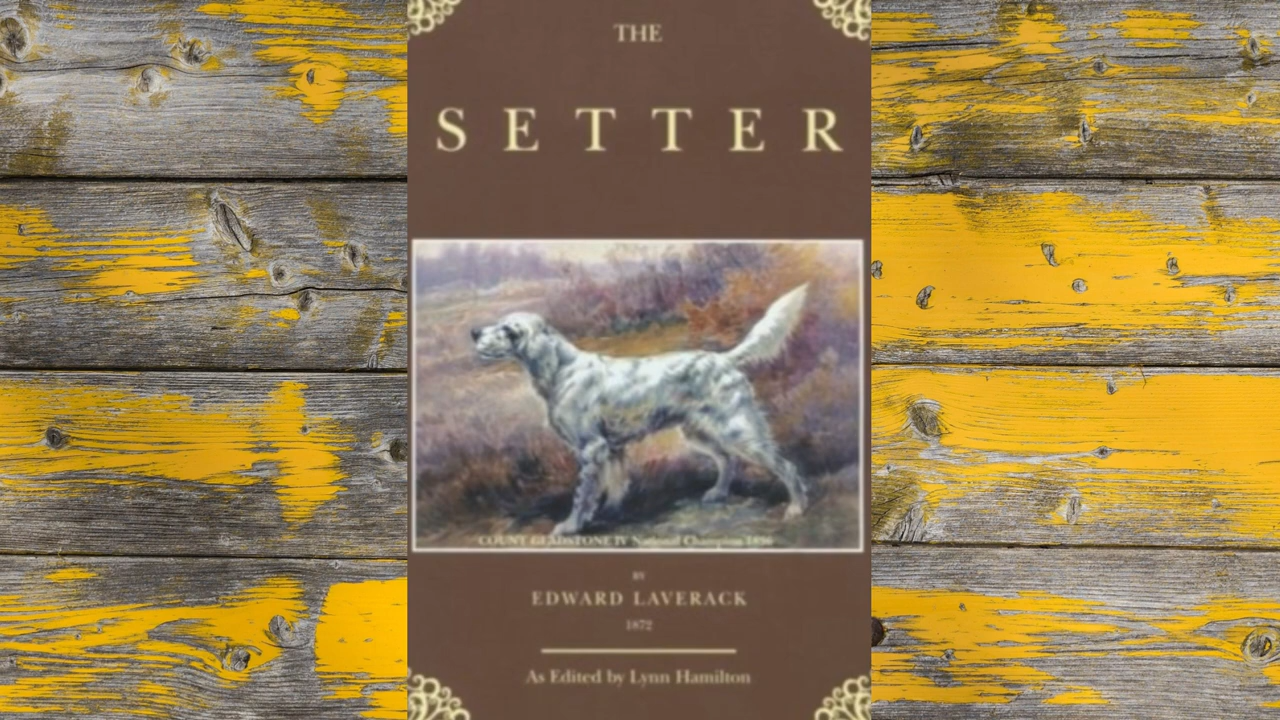 THE
SETTER
COUNT GLADSTONE IV National Champion 1896
BY
EDWARD LAVERACK
1872
As Edited by Lynn Hamilton